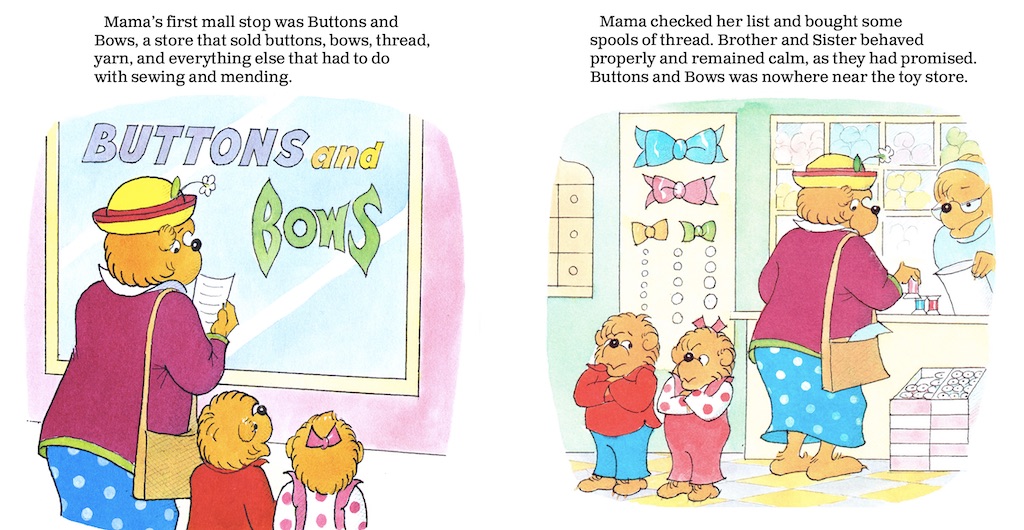 Mama’s first mall stop was Buttons and
Bows, a store that sold buttons, bows, thread,
yarn, and everything else that had to do
with sewing and mending.
BUTTONS and
BOWS
Mama checked her list and bought some
spools of thread. Brother and Sister behaved
properly and remained calm, as they had promised.
Buttons and Bows was nowhere near the toy store.